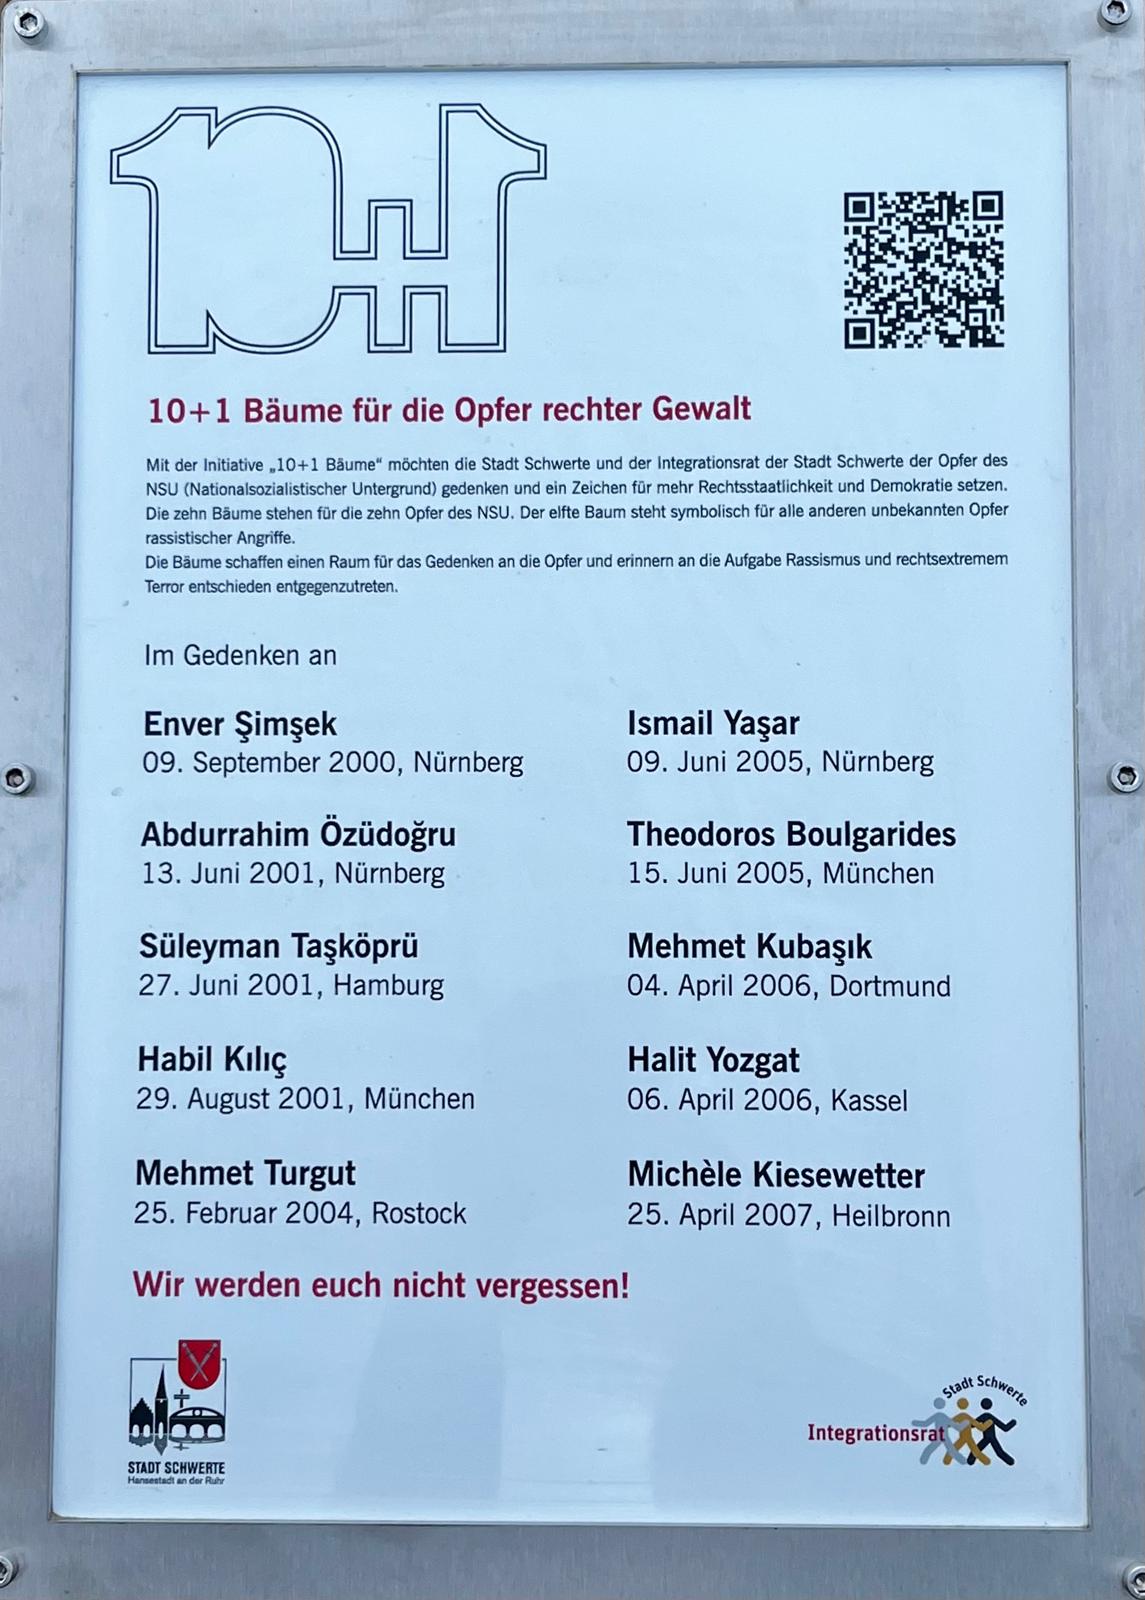 10+1
10+1 Bäume für die Opfer rechter Gewalt
Mit der Initiative „10+1 Bäume“ möchten die Stadt Schwerte und der Integrationsrat der Stadt Schwerte der Opfer des
NSU (Nationalsozialistischer Untergrund) gedenken und ein Zeichen für mehr Rechtsstaatlichkeit und Demokratie setzen.
Die zehn Bäume stehen für die zehn Opfer des NSU. Der elfte Baum steht symbolisch für alle anderen unbekannten Opfer
rassistischer Angriffe.
Die Bäume schaffen einen Raum für das Gedenken an die Opfer und erinnern an die Aufgabe Rassismus und rechtsextremem
Terror entschieden entgegenzutreten.
Im Gedenken an
Enver Şimşek
09. September 2000, Nürnberg
Abdurrahim Özüdoğru
13. Juni 2001, Nürnberg
Süleyman Taşköprü
27. Juni 2001, Hamburg
Habil Kılıç
29. August 2001, München
Mehmet Turgut
25. Februar 2004, Rostock
Ismail Yaşar
09. Juni 2005, Nürnberg
Theodoros Boulgarides
15. Juni 2005, München
Mehmet Kubaşık
04. April 2006, Dortmund
Halit Yozgat
06. April 2006, Kassel
Michèle Kiesewetter
25. April 2007, Heilbronn
Wir werden euch nicht vergessen!
STADT SCHWERTE
Hansestadt an der Ruhr
Stadt Schwerte
Integrationsrat